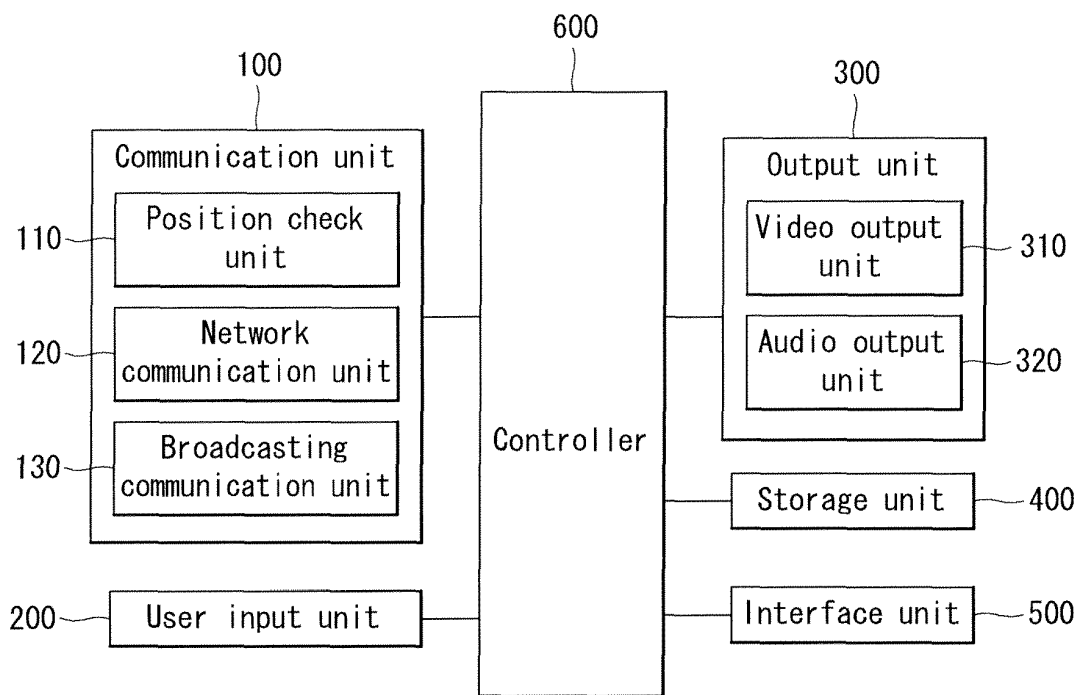 600
100
300
Communication unit
Output unit
110
Position check
unit
Video output
unit
310
120
Network
communication unit
Audio output
unit
320
Controller
130
Broadcasting
communication unit
Storage unit
400
200
User input unit
Interface unit
500